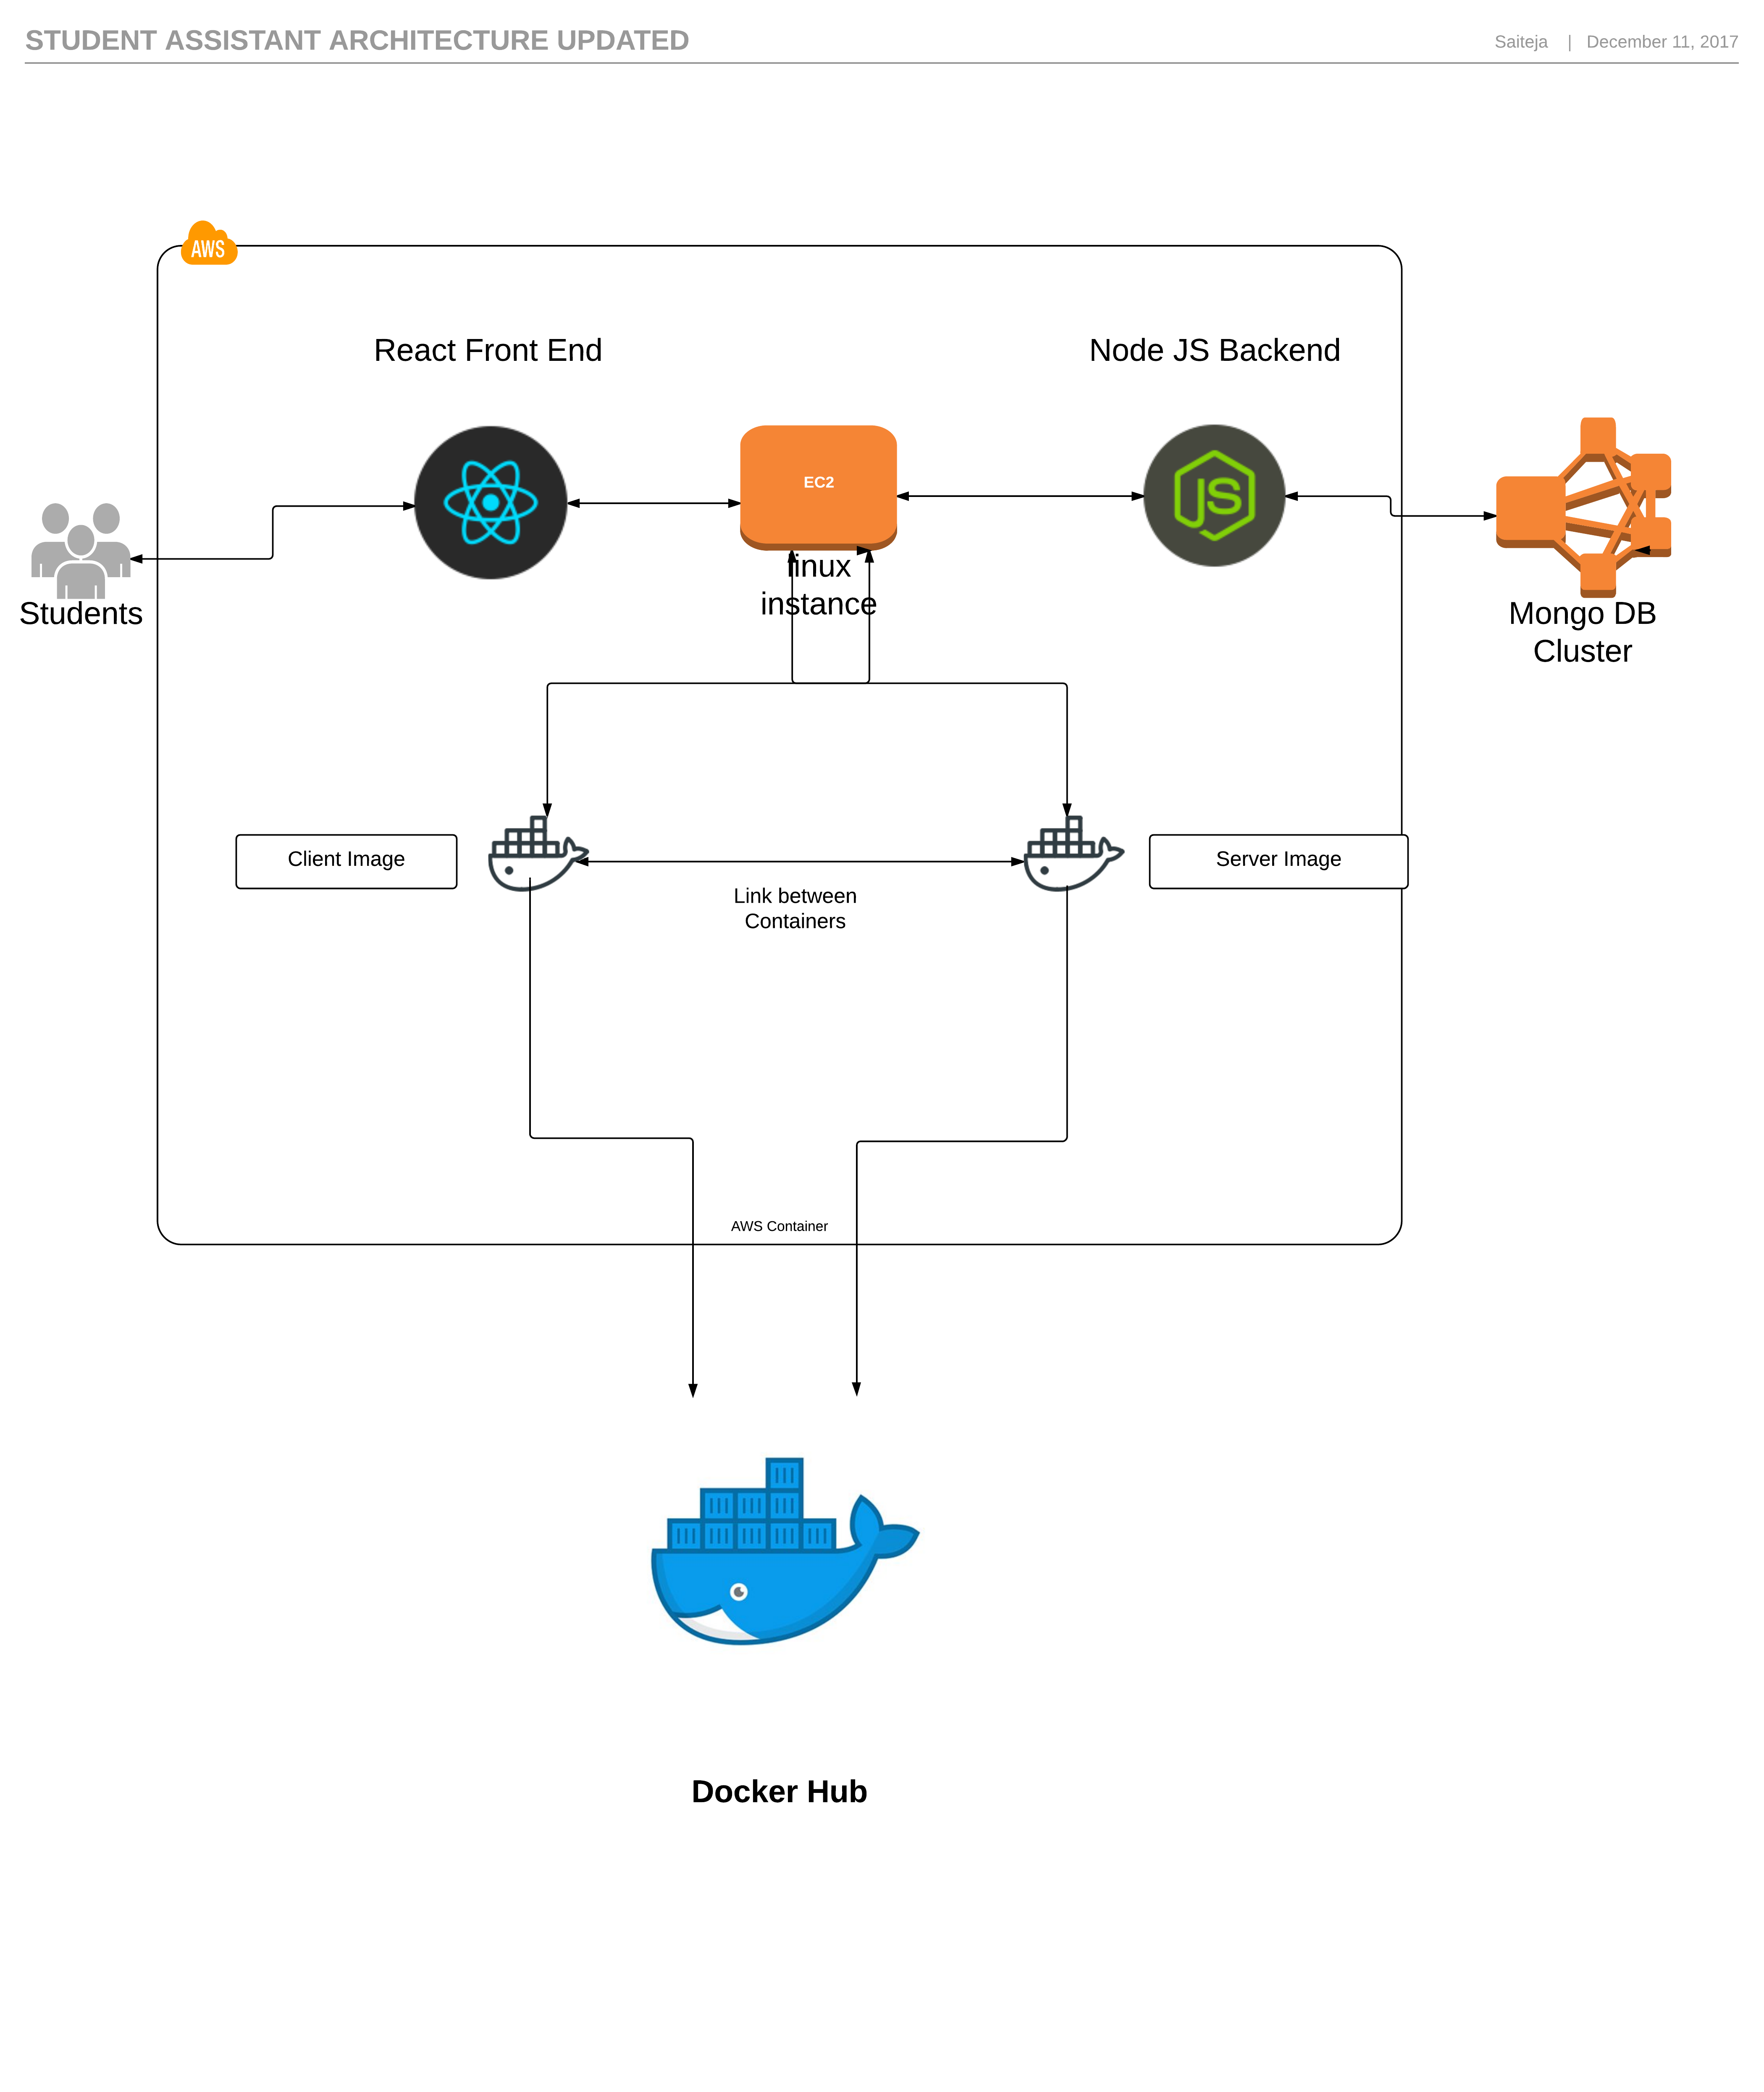 STUDENT ASSISTANT ARCHITECTURE UPDATED
Saiteja | December 11, 2017
AWS
React Front End
Node JS Backend
EC2
JS
linux
instance
Students
Mongo DB
Cluster
Client Image
Server Image
Link between
Containers
AWS Container
Docker Hub